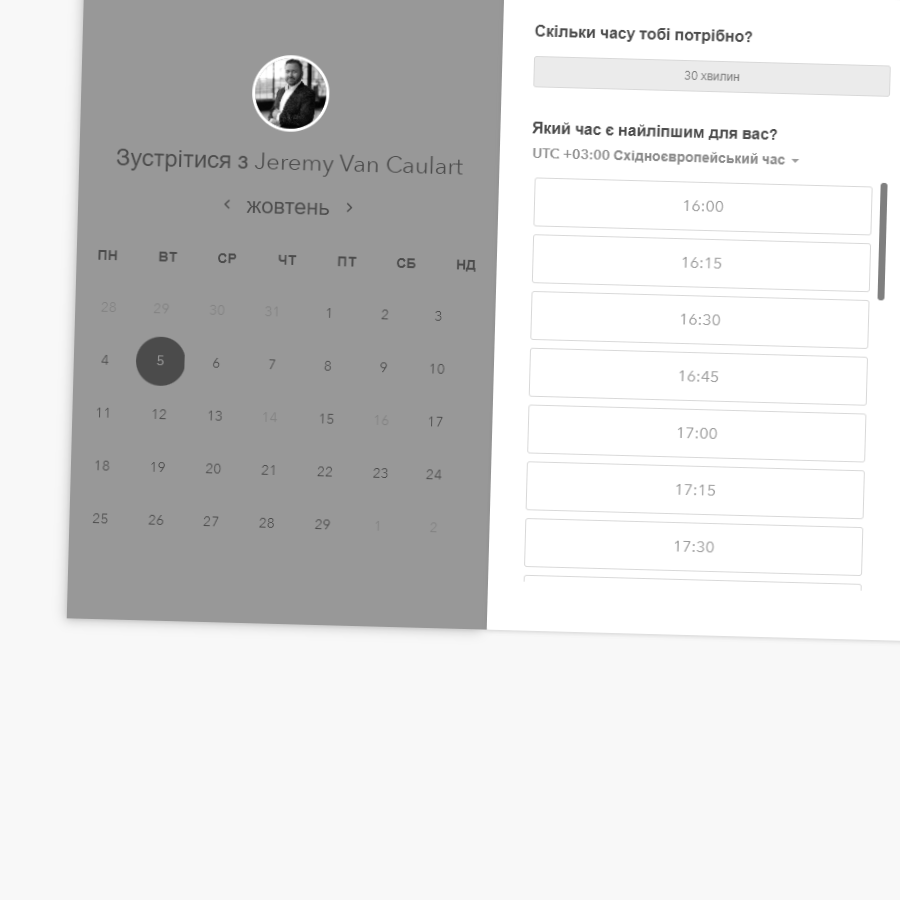 Зустрітися з Jeremy Van Caulart
жовтень
ПН ВТ СР ЧТ ПТ СБ НД
28 29 30 31 1 2 3
4 5 6 7 8 9 10
11 12 13 14 15 16 17
18 19 20 21 22 23 24
25 26 27 28 29 1 2
Скільки часу тобі потрібно?
30 хвилин
Який час є найліпшим для вас?
UTC +03:00 Східноєвропейський час
16:00
16:15
16:30
16:45
17:00
17:15
17:30